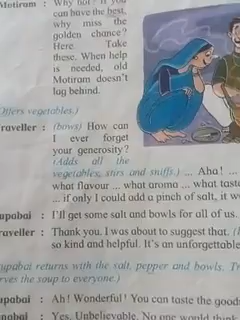 Motiram : Why not? If you
can have the best,
why miss the
golden chance?
Here Take
these. When help
is needed, old
Motiram doesn't
lag behind.
Offers vegetables.)
raveller : (bows) How can
I ever forget
your generosity?
(Adds all the
vegetables, stirs and sniffs.) ... Aha! ...
what flavour ... what aroma ... what taste
... if only I could add a pinch of salt, it w
upabai : I'll get some salt and bowls for all of us.
raveller : Thank you. I was about to suggest that. (
so kind and helpful. It's an unforgettable
upabai returns with the salt, pepper and bowls. Tr
rves the soup to everyone.)
upabai : Ah! Wonderful! You can taste the goodn
upabai : Yes, Unbelievable. No one would think